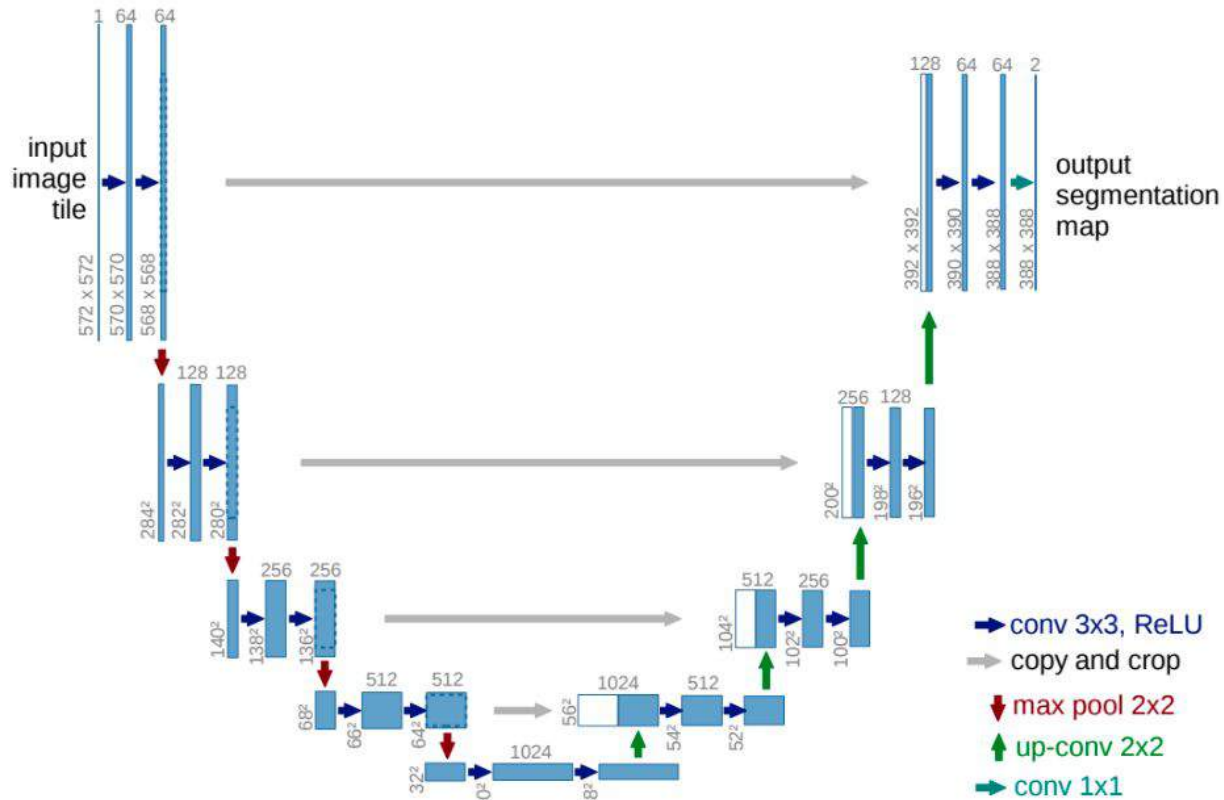 1 64 64
input
image
tile
572 x 572
570 x 570
568 x 568
128 64 64 2
392 x 392
390 x 390
388 x 388
388 x 388
output
segmentation
map
128 128
284²
282²
280²
256 128
200²
198²
196²
256 256
140²
138²
136²
512 256
104²
102²
100²
512 512
68²
66²
64²
1024 512
56²
54²
52²
1024
32²
0²
8²
conv 3x3, ReLU
copy and crop
max pool 2x2
up-conv 2x2
conv 1x1